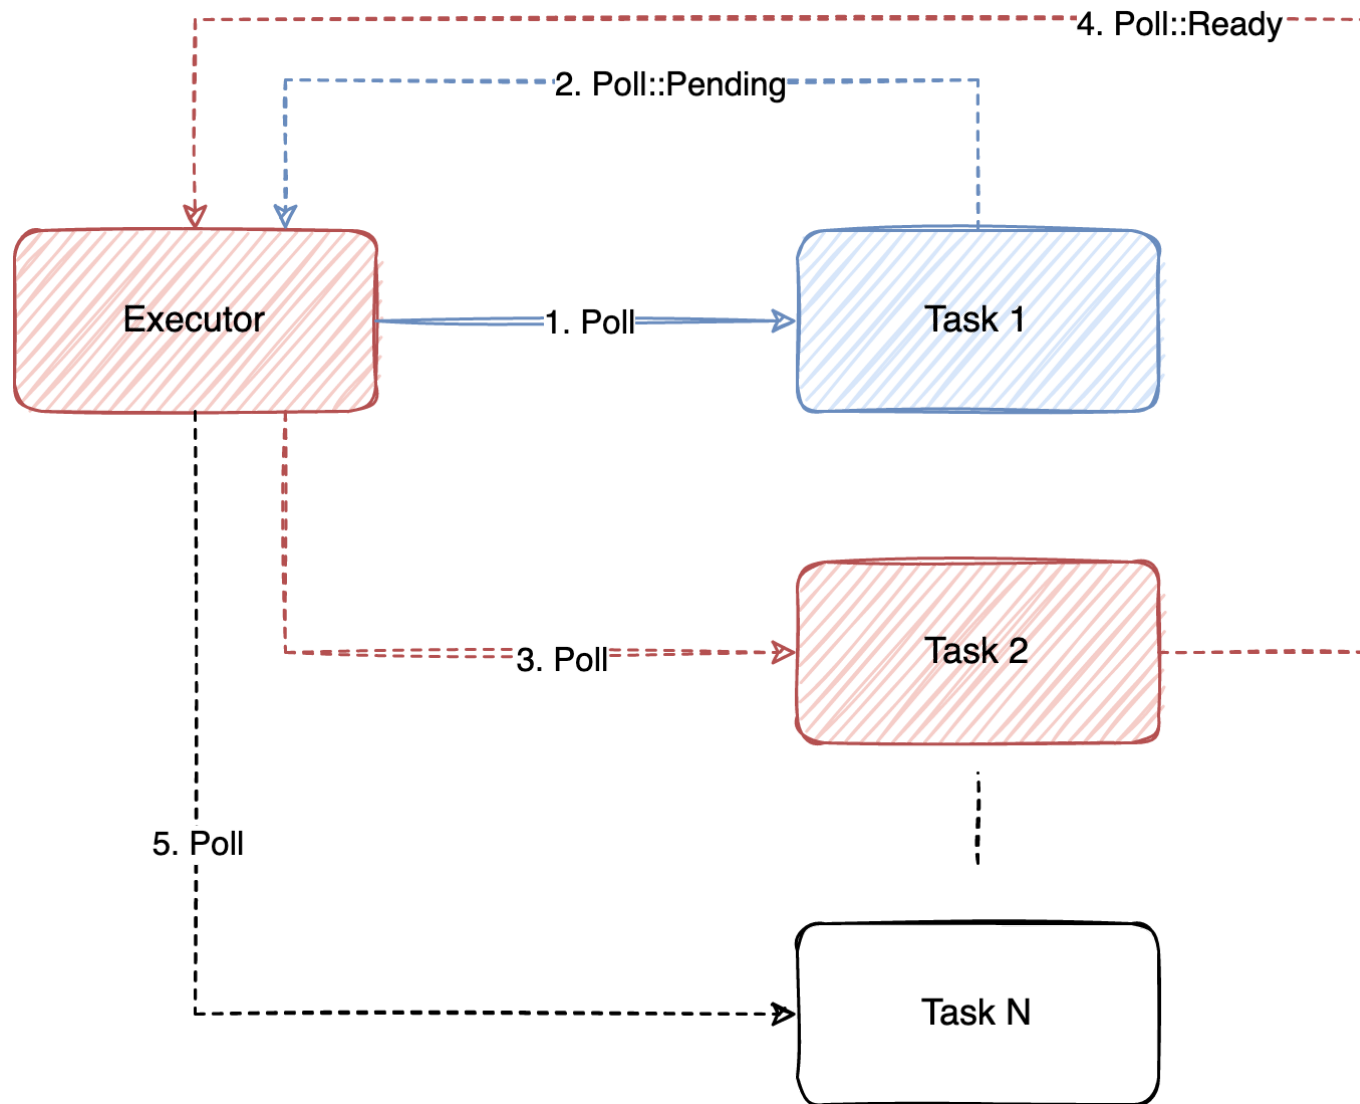 4. Poll::Ready
2. Poll::Pending
Executor
1. Poll
Task 1
3. Poll
Task 2
5. Poll
Task N